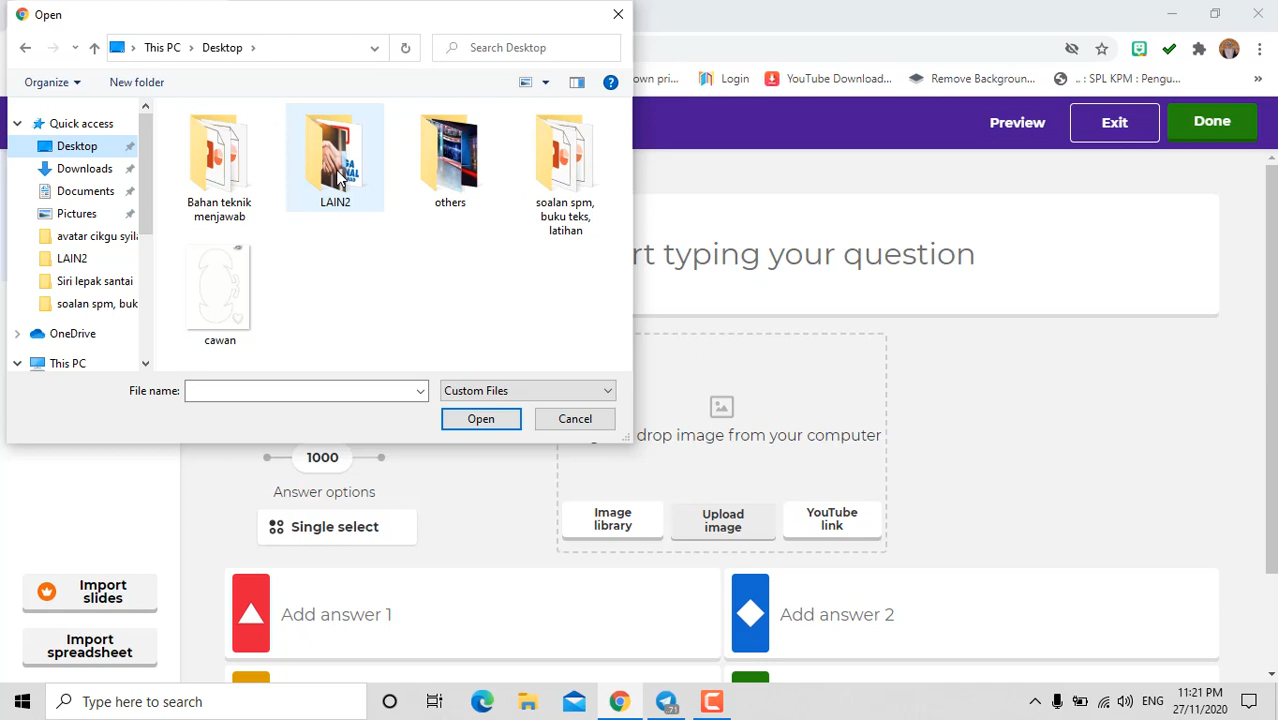 Open
This PC
Desktop
Search Desktop
Organize
New folder
Quick access
Desktop
Downloads
Documents
Pictures
avatar cikgu syila
LAIN2
Siri lepak santai
soalan spm, buk
OneDrive
This PC
Bahan teknik
menjawab
LAIN2
others
soalan spm,
buku teks,
latihan
cawan
File name:
Custom Files
Open
Cancel
own pri...
Login
YouTube Download...
Remove Backgroun...
.: SPL KPM : Pengu...
Preview
Exit
Done
rt typing your question
drop image from your computer
Image
library
Upload
image
YouTube
link
1000
Answer options
Single select
Import
slides
Import
spreadsheet
Add answer 1
Add answer 2
Type here to search
71
ENG
11:21 PM
27/11/2020